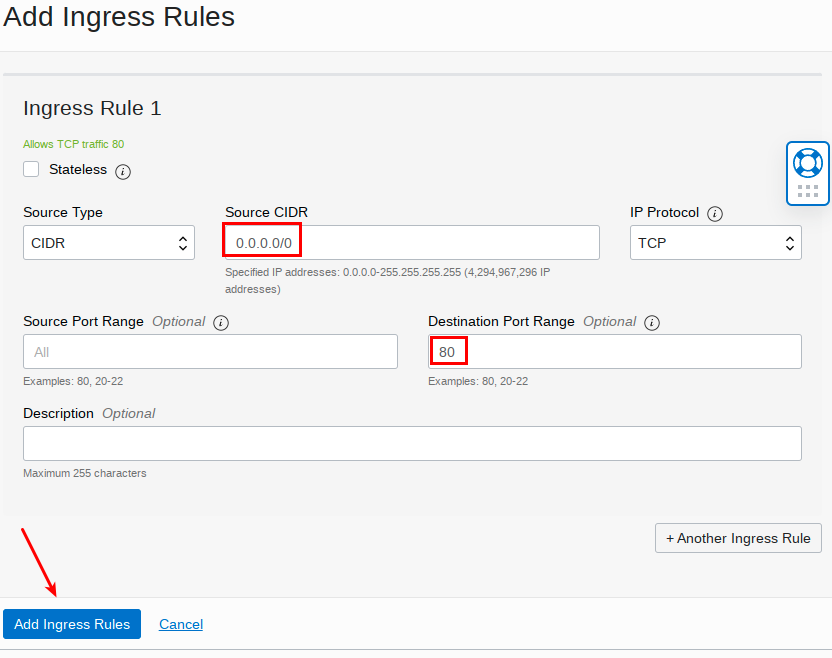 Add Ingress Rules
Ingress Rule 1
Allows TCP traffic 80
Stateless i
Source Type
CIDR
Source CIDR
0.0.0.0/0
Specified IP addresses: 0.0.0.0-255.255.255.255 (4,294,967,296 IP
addresses)
IP Protocol i
TCP
Source Port Range Optional i
All
Examples: 80, 20-22
Destination Port Range Optional i
80
Examples: 80, 20-22
Description Optional
Maximum 255 characters
+ Another Ingress Rule
Add Ingress Rules
Cancel